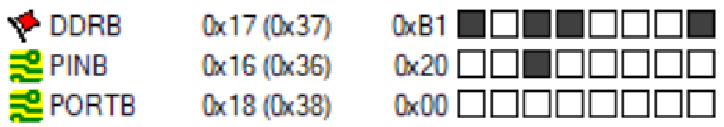 DDRB 0x17 (0x37) 0xB1
PINB 0x16 (0x36) 0x20
PORTB 0x18 (0x38) 0x00